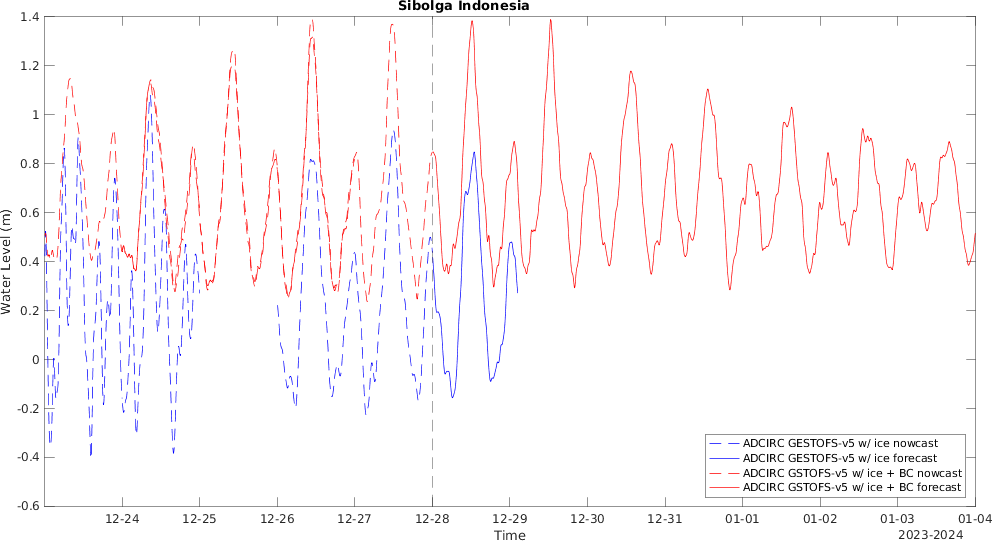 Sibolga Indonesia
1.4
1.2
1
0.8
0.6
0.4
0.2
0
-0.2
-0.4
-0.6
Water Level (m)
ADCIRC GESTOFS-v5 w/ ice nowcast
ADCIRC GESTOFS-v5 w/ ice forecast
ADCIRC GSTOFS-v5 w/ ice + BC nowcast
ADCIRC GSTOFS-v5 w/ ice + BC forecast
12-24 12-25 12-26 12-27 12-28 12-29 12-30 12-31 01-01 01-02 01-03 01-04
Time
2023-2024